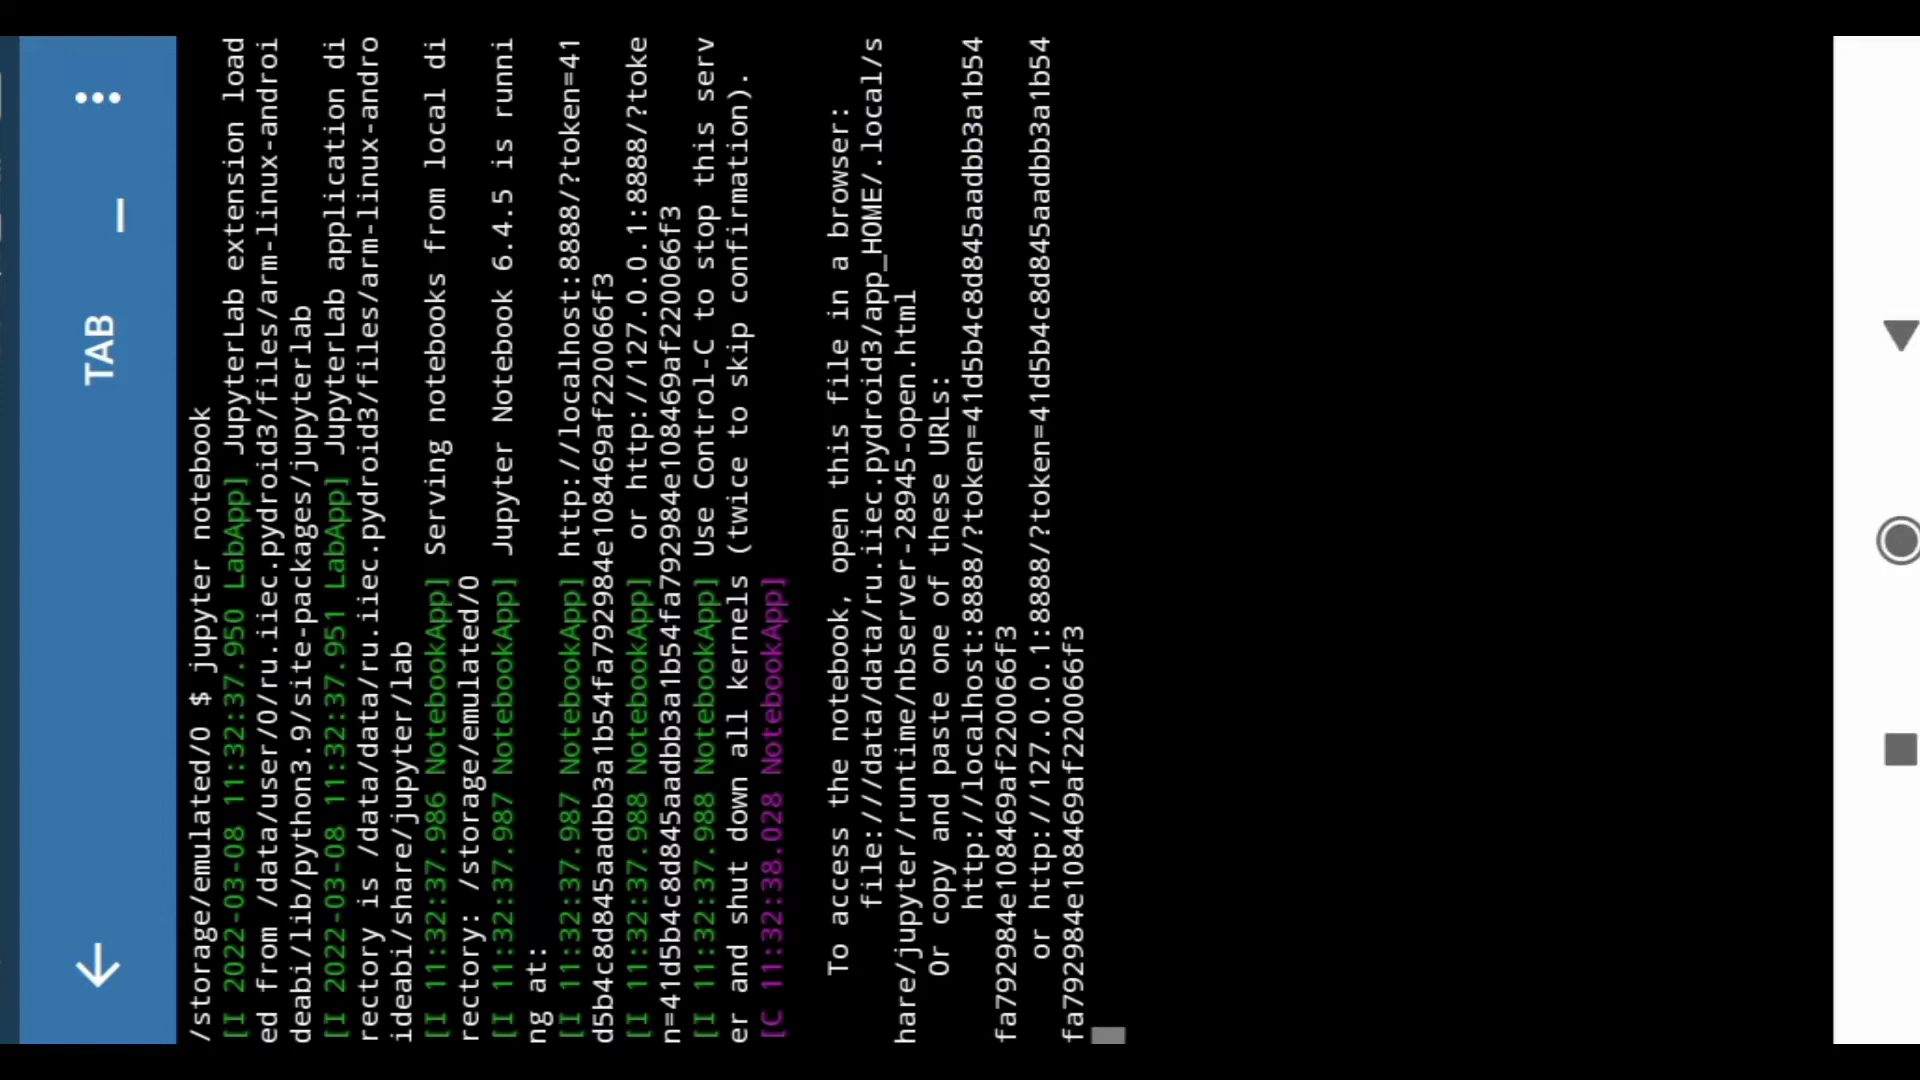 TAB
/storage/emulated/0 $ jupyter notebook
[I 2022-03-08 11:32:37.950 LabApp] JupyterLab extension load
ed from /data/user/0/ru.iiec.pydroid3/files/arm-linux-androi
deabi/lib/python3.9/site-packages/jupyterlab
[I 2022-03-08 11:32:37.951 LabApp] JupyterLab application di
rectory is /data/data/ru.iiec.pydroid3/files/arm-linux-andro
ideabi/share/jupyter/lab
[I 11:32:37.986 NotebookApp] Serving notebooks from local di
rectory: /storage/emulated/0
[I 11:32:37.987 NotebookApp] Jupyter Notebook 6.4.5 is runni
ng at:
[I 11:32:37.987 NotebookApp] http://localhost:8888/?token=41
d5b4c8d845aadbb3a1b54fa792984e108469af220066f3
[I 11:32:37.988 NotebookApp]  or http://127.0.0.1:8888/?toke
n=41d5b4c8d845aadbb3a1b54fa792984e108469af220066f3
[I 11:32:37.988 NotebookApp] Use Control-C to stop this serv
er and shut down all kernels (twice to skip confirmation).
[C 11:32:38.028 NotebookApp]
To access the notebook, open this file in a browser:
file:///data/data/ru.iiec.pydroid3/app_HOME/.local/s
hare/jupyter/runtime/nbserver-28945-open.html
Or copy and paste one of these URLs:
http://localhost:8888/?token=41d5b4c8d845aadbb3a1b54
fa792984e108469af220066f3
or http://127.0.0.1:8888/?token=41d5b4c8d845aadbb3a1b54
fa792984e108469af220066f3